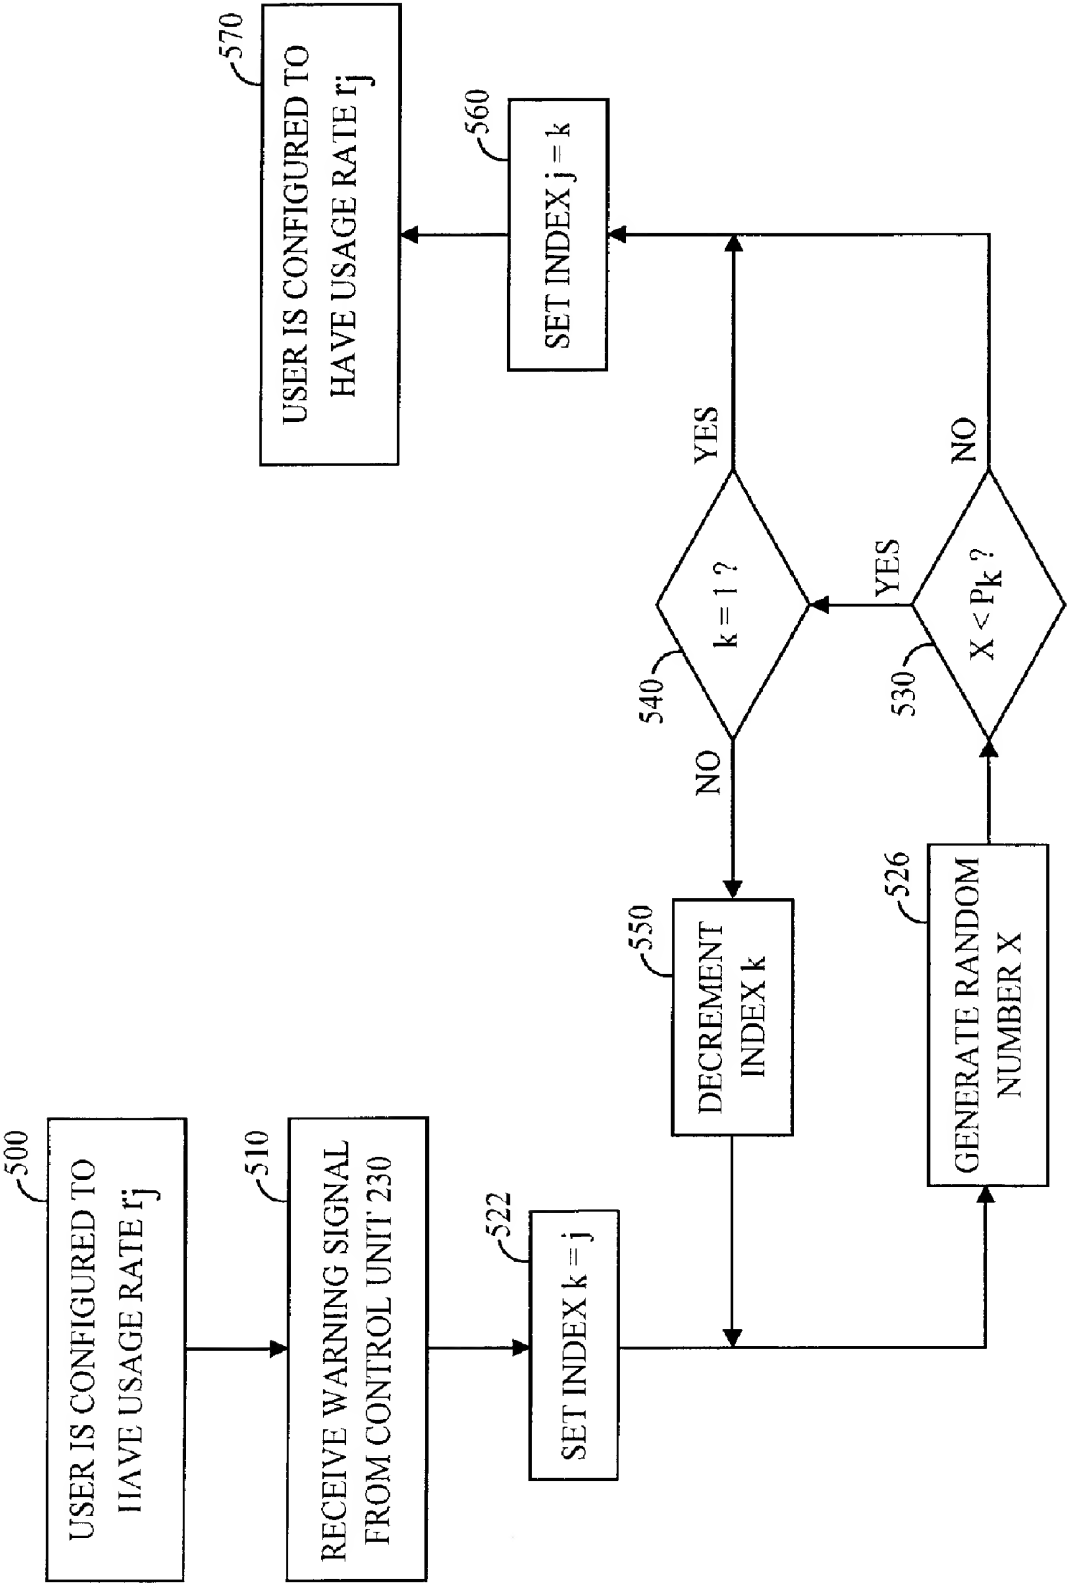 500
USER IS CONFIGURED TO
HAVE USAGE RATE rj
510
RECEIVE WARNING SIGNAL
FROM CONTROL UNIT 230
522
SET INDEX k = j
526
GENERATE RANDOM
NUMBER X
530
X < Pk ?
YES
NO
540
k = 1 ?
YES
NO
550
DECREMENT
INDEX k
560
SET INDEX j = k
570
USER IS CONFIGURED TO
HAVE USAGE RATE rj